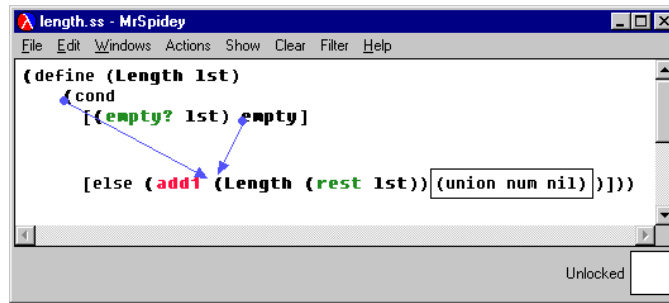 length.ss - MrSpidey
File Edit Windows Actions Show Clear Filter Help
(define (Length lst)
(cond
[(empty? lst) empty]
[else (add1 (Length (rest lst))(union num nil))]))
Unlocked